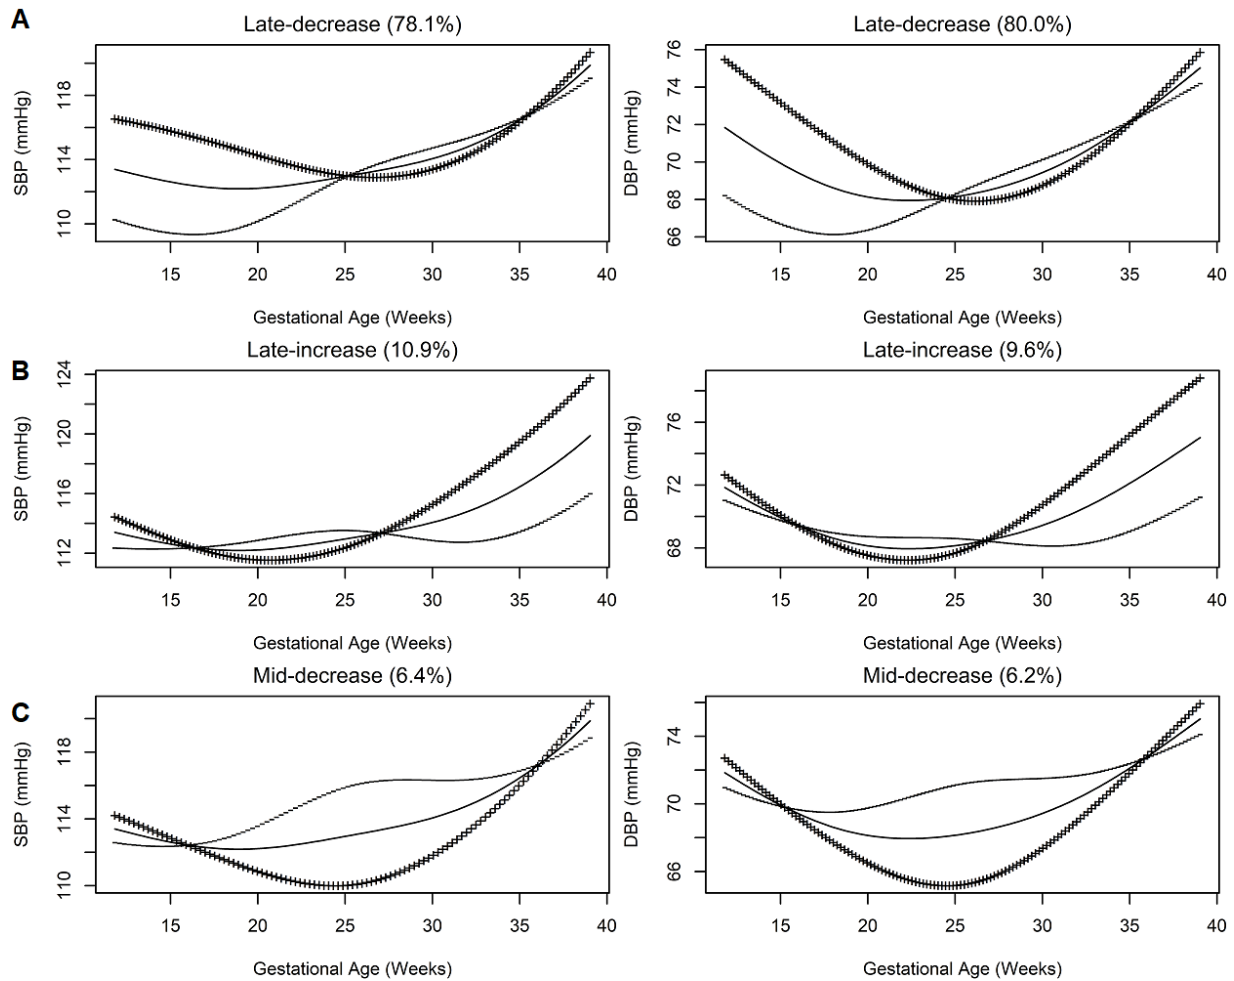 A
Late-decrease (78.1%)
SBP (mmHg)
110 114 118
15 20 25 30 35 40
Gestational Age (Weeks)
Late-decrease (80.0%)
DBP (mmHg)
66 68 70 72 74 76
15 20 25 30 35 40
Gestational Age (Weeks)
B
Late-increase (10.9%)
SBP (mmHg)
112 116 120 124
15 20 25 30 35 40
Gestational Age (Weeks)
Late-increase (9.6%)
DBP (mmHg)
68 72 76
15 20 25 30 35 40
Gestational Age (Weeks)
C
Mid-decrease (6.4%)
SBP (mmHg)
110 114 118
15 20 25 30 35 40
Gestational Age (Weeks)
Mid-decrease (6.2%)
DBP (mmHg)
66 70 74
15 20 25 30 35 40
Gestational Age (Weeks)